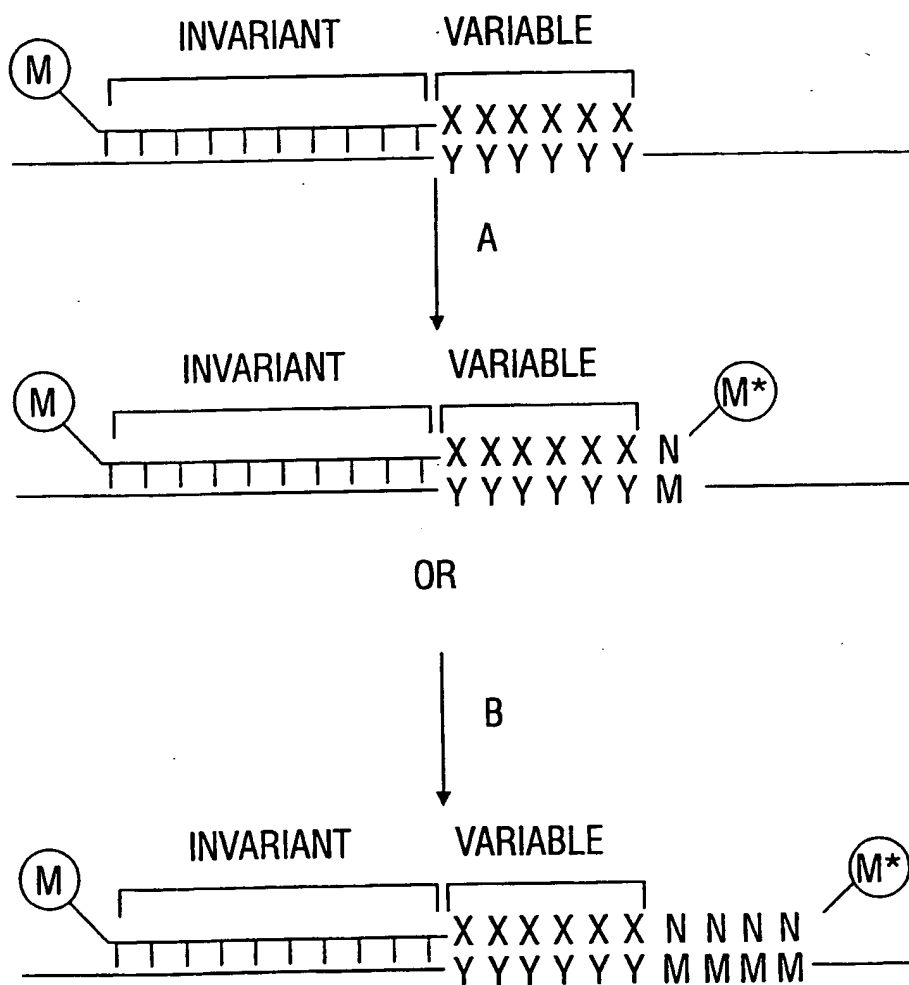 INVARIANT VARIABLE
M
X X X X X X
Y Y Y Y Y Y
A
INVARIANT VARIABLE
M M*
X X X X X X N
Y Y Y Y Y Y M
OR
B
INVARIANT VARIABLE
M M*
X X X X X X N N N N
Y Y Y Y Y Y M M M M